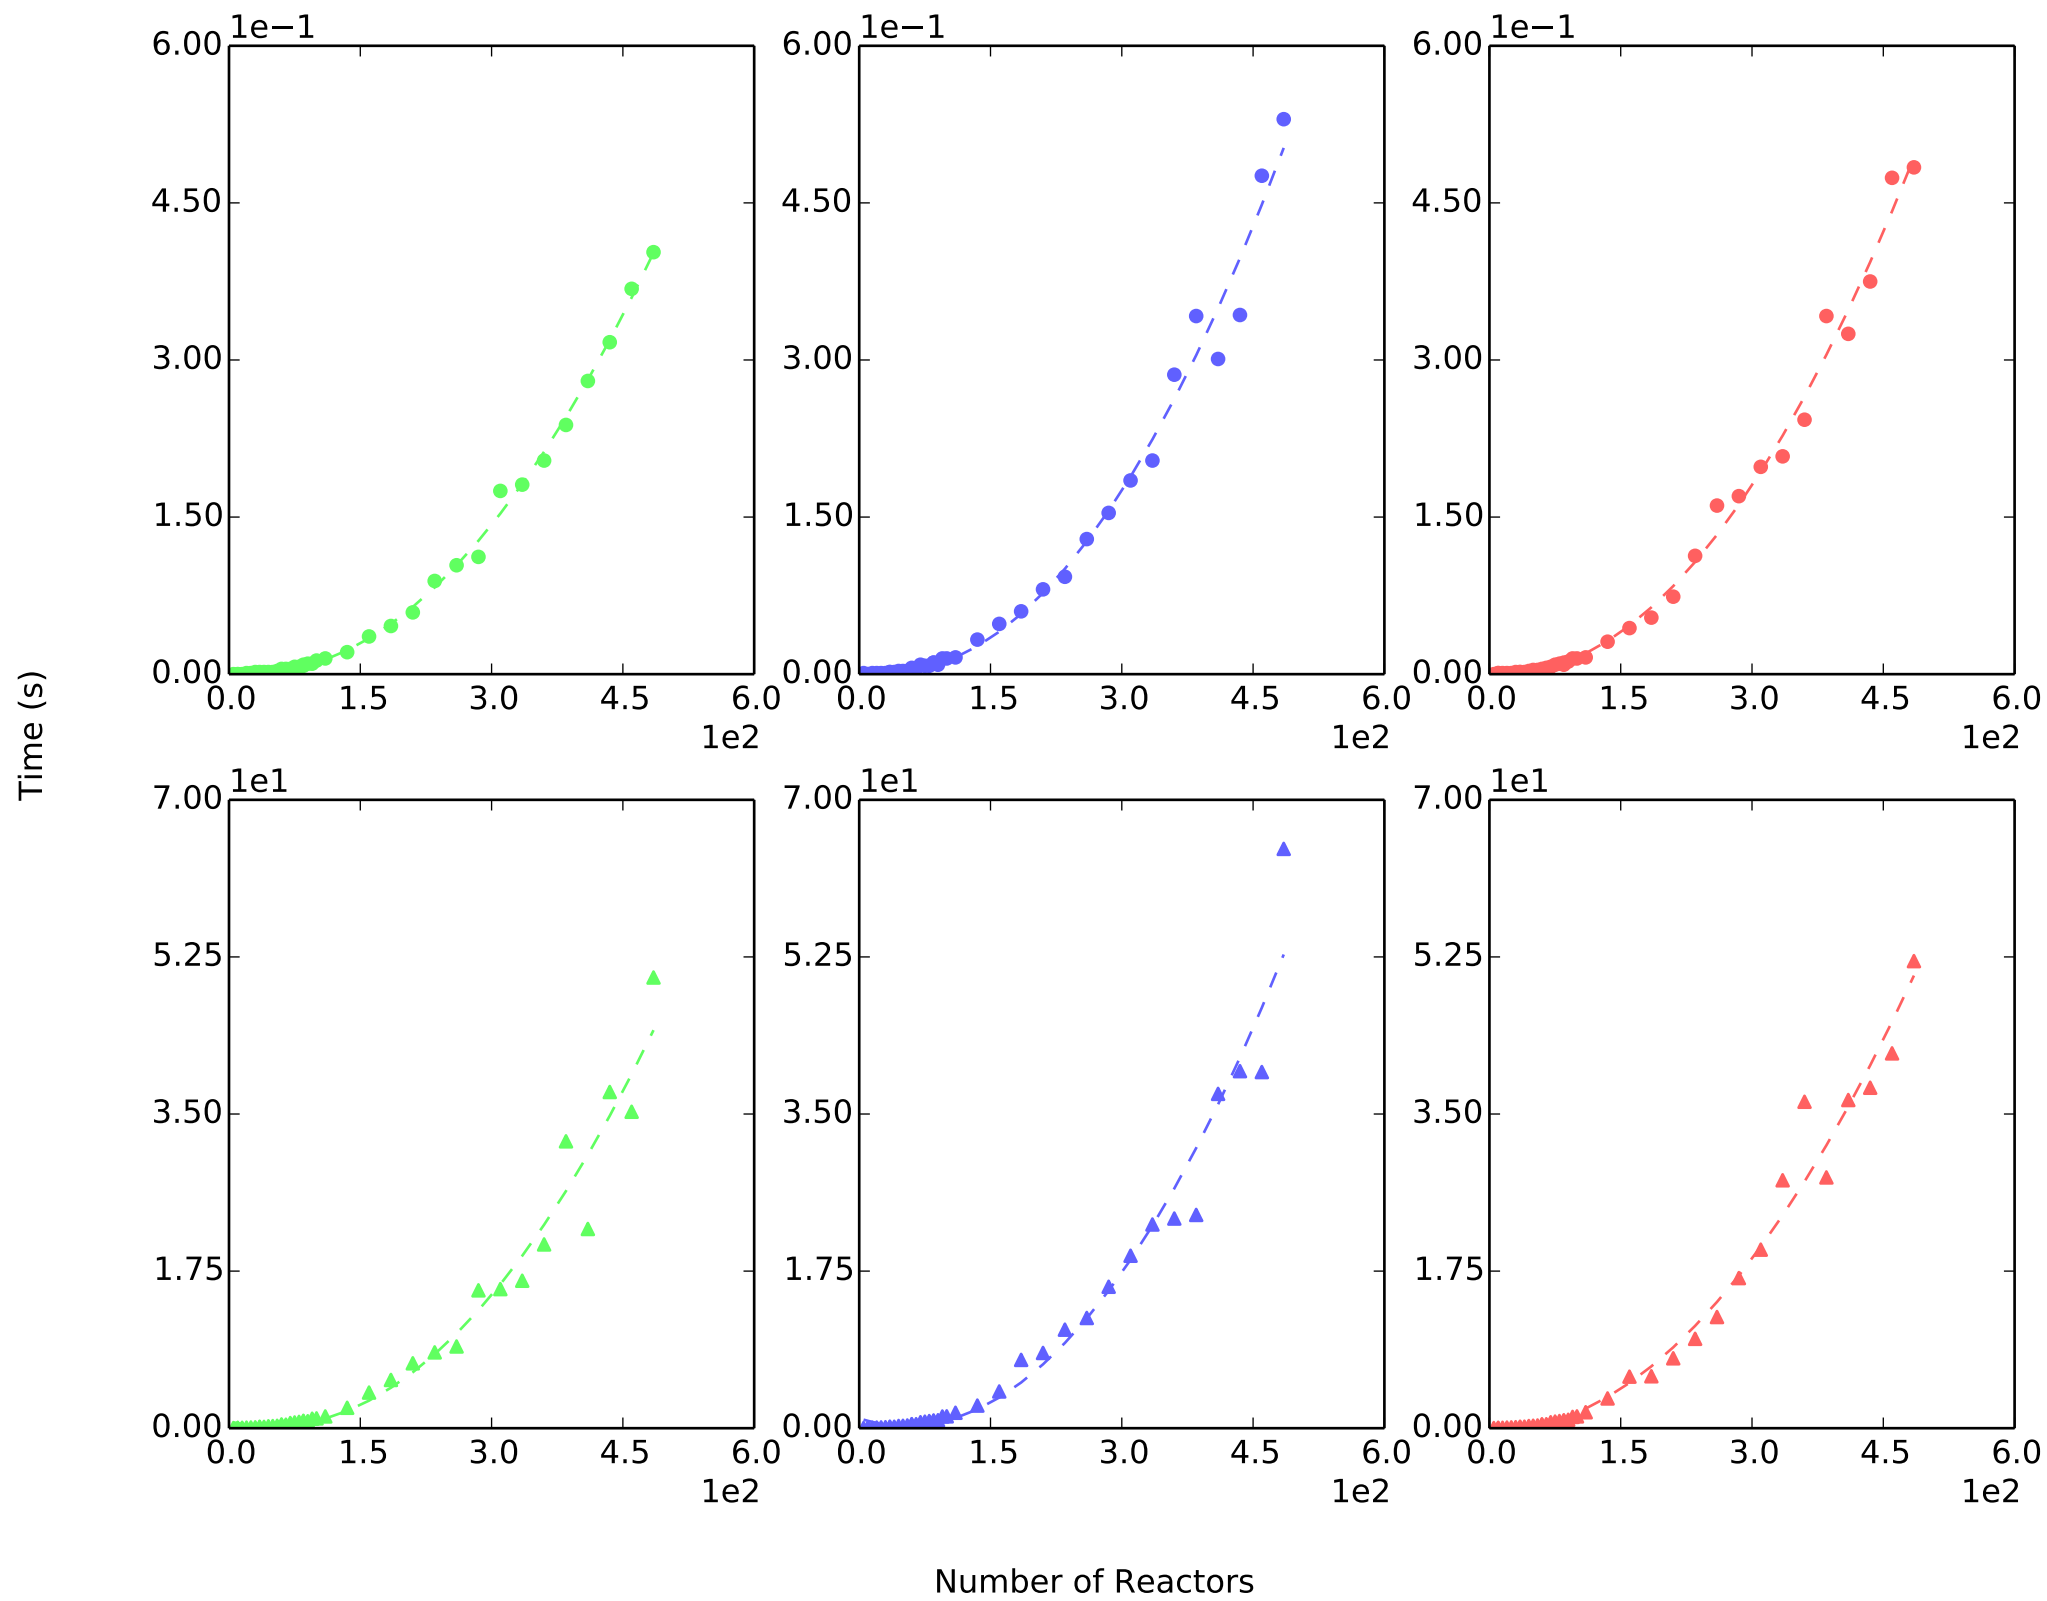 1e−1 1e−1 1e−1
6.00 6.00 6.00
4.50 4.50 4.50
3.00 3.00 3.00
1.50 1.50 1.50
0.00 0.00 0.00
0.0 1.5 3.0 4.5 6.0 0.0 1.5 3.0 4.5 6.0 0.0 1.5 3.0 4.5 6.0
1e2 1e2 1e2
Time (s)
1e1 1e1 1e1
7.00 7.00 7.00
5.25 5.25 5.25
3.50 3.50 3.50
1.75 1.75 1.75
0.00 0.00 0.00
0.0 1.5 3.0 4.5 6.0 0.0 1.5 3.0 4.5 6.0 0.0 1.5 3.0 4.5 6.0
1e2 1e2 1e2
Number of Reactors